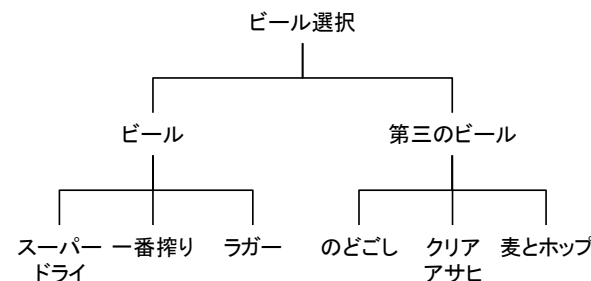 ビール選択
ビール 第三のビール
スーパー 一番搾り ラガー のどごし クリア 麦とホップ
ドライ アサヒ